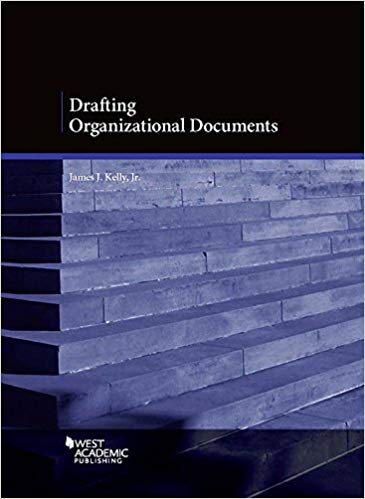 Drafting
Organizational Documents
James J. Kelly, Jr.
WEST
ACADEMIC
PUBLISHING